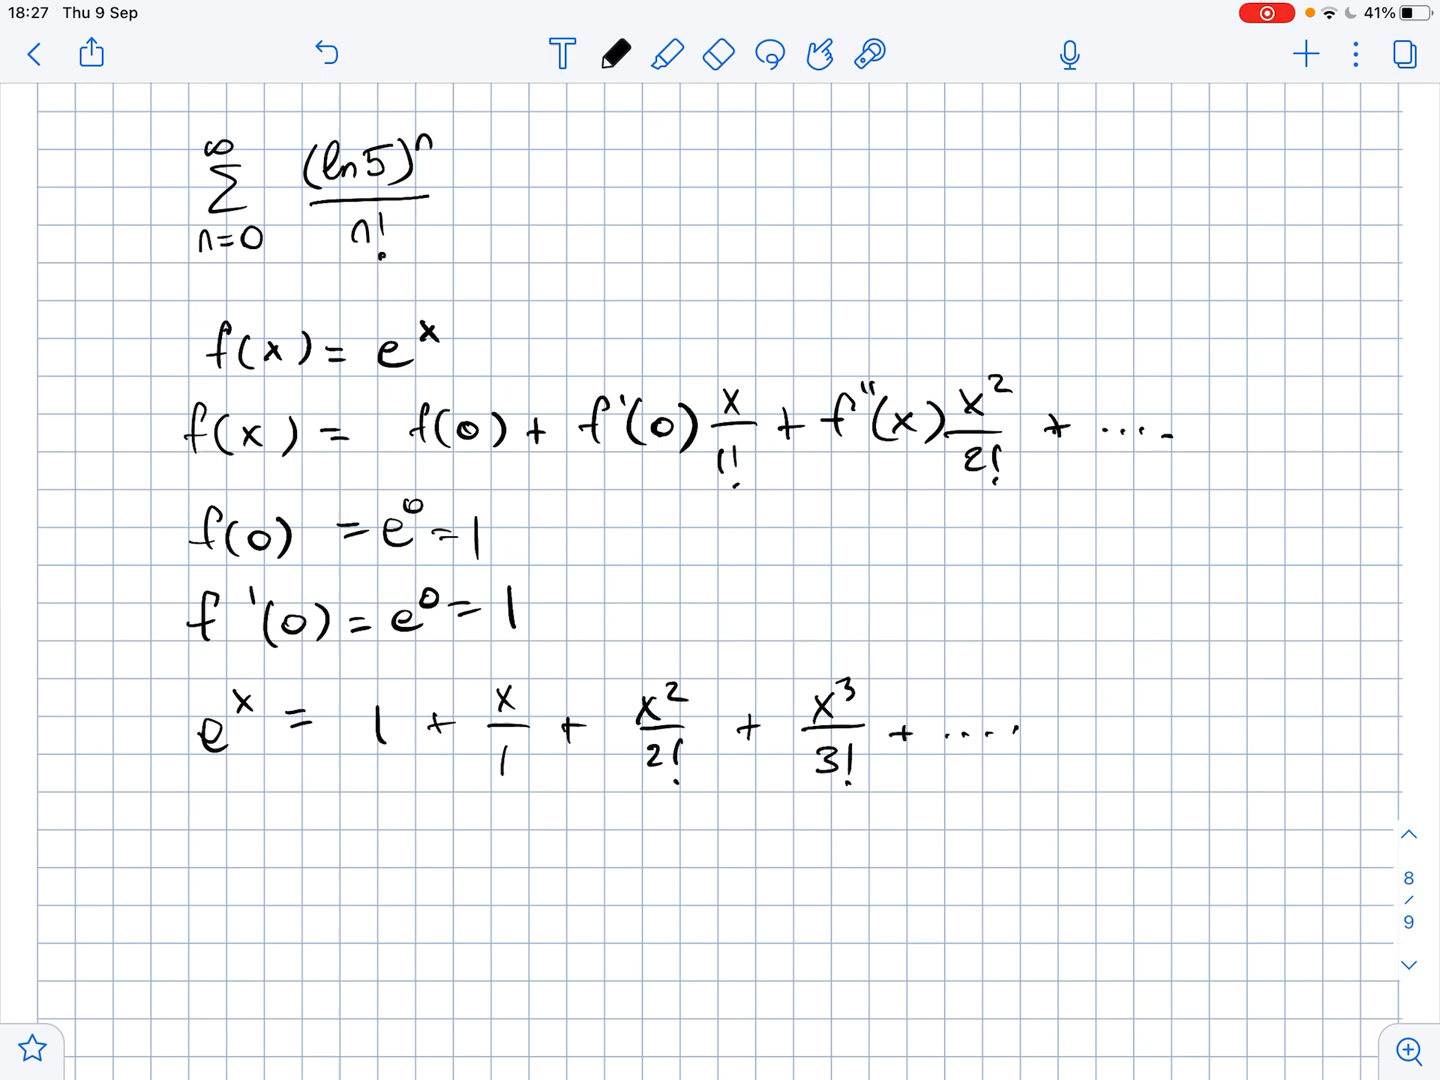 18:27 Thu 9 Sep 41%
T
∞
∑ (ln5)^n / n!
n=0
f(x) = e^x
f(x) = f(0) + f'(0) x/1! + f''(x) x^2/2! + ....
f(0) = e^0 = 1
f'(0) = e^0 = 1
e^x = 1 + x/1 + x^2/2! + x^3/3! + ....
8
/
9